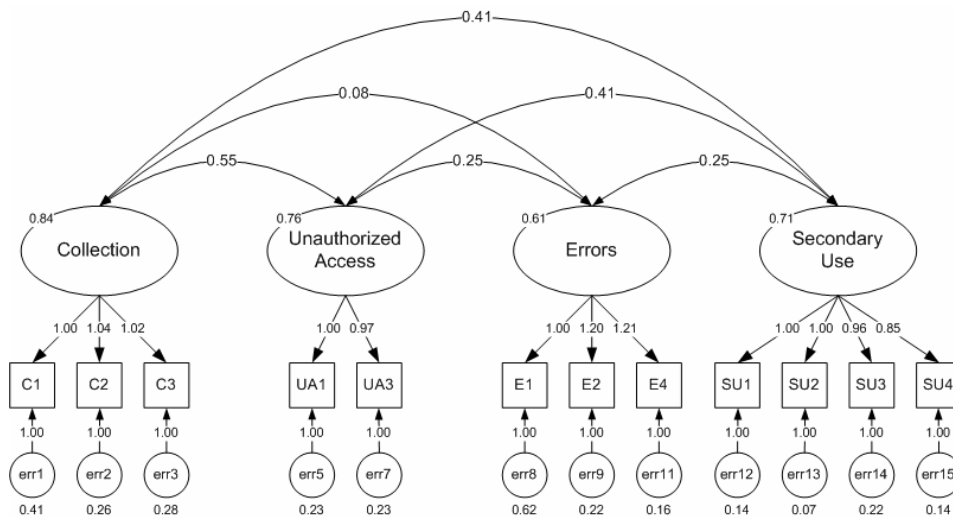 0.41
0.08 0.41
0.55 0.25 0.25
0.84 0.76 0.61 0.71
Collection Unauthorized Errors Secondary
Access Use
1.00 1.04 1.02 1.00 0.97 1.00 1.20 1.21 1.00 1.00 0.96 0.85
C1 C2 C3 UA1 UA3 E1 E2 E4 SU1 SU2 SU3 SU4
1.00 1.00 1.00 1.00 1.00 1.00 1.00 1.00 1.00 1.00 1.00 1.00
err1 err2 err3 err5 err7 err8 err9 err11 err12 err13 err14 err15
0.41 0.26 0.28 0.23 0.23 0.62 0.22 0.16 0.14 0.07 0.22 0.14